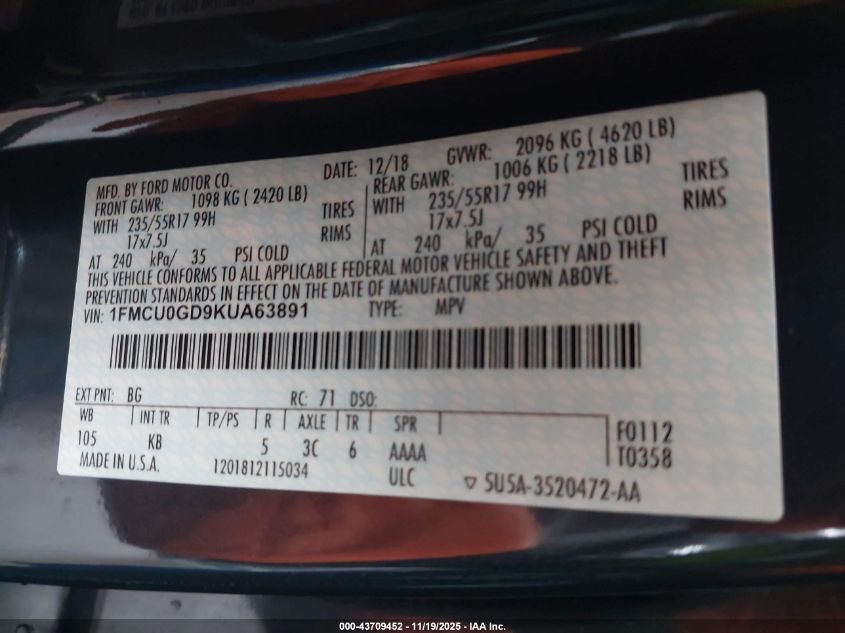 MFD. BY FORD MOTOR CO. DATE: 12/18 GVWR: 2096 KG ( 4620 LB)
FRONT GAWR: 1098 KG ( 2420 LB) REAR GAWR: 1006 KG ( 2218 LB)
WITH 235/55R17 99H TIRES WITH 235/55R17 99H TIRES
17x7.5J RIMS 17x7.5J RIMS
AT 240 kPa/ 35 PSI COLD AT 240 kPa/ 35 PSI COLD
THIS VEHICLE CONFORMS TO ALL APPLICABLE FEDERAL MOTOR VEHICLE SAFETY AND THEFT
PREVENTION STANDARDS IN EFFECT ON THE DATE OF MANUFACTURE SHOWN ABOVE.
VIN: 1FMCU0GD9KUA63891 TYPE: MPV
EXT PNT: BG RC: 71 DSO:
WB INT TR TP/PS R AXLE TR SPR
105 KB 5 3C 6 AAAA
F0112
T0358
MADE IN U.S.A. 1201812115034 ULC ▽ 5U5A-3520472-AA
000-43709452 - 11/19/2025 - IAA Inc.